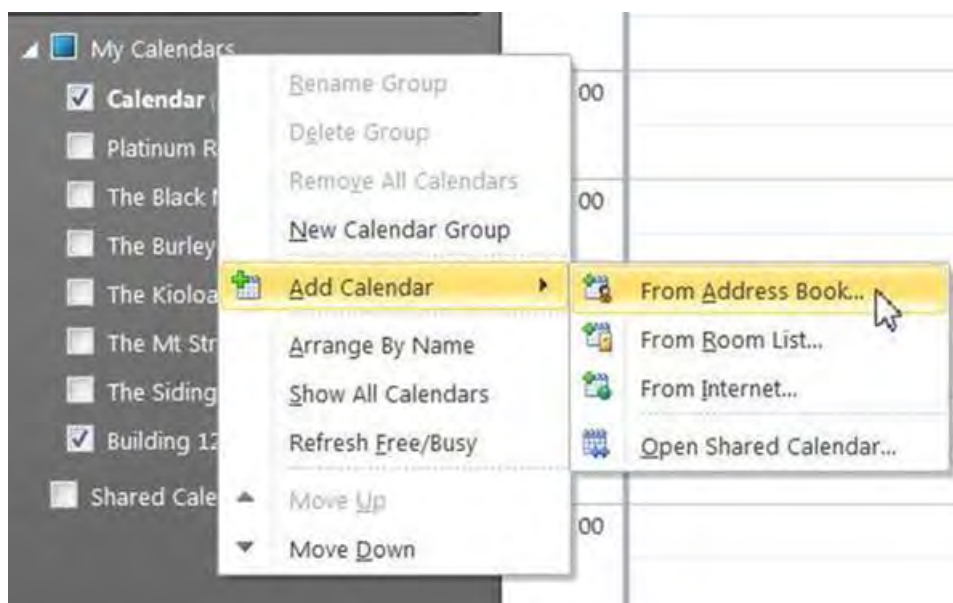 My Calendars
Calendar
Platinum
The Black
The Burley
The Kioloa
The Mt
The Siding
Building 12
Shared
Rename Group
Delete Group
Remove All Calendars
New Calendar Group
Add Calendar
Arrange By Name
Show All Calendars
Refresh Free/Busy
Move Up
Move Down
From Address Book...
From Room List...
From Internet...
Open Shared Calendar...
00
00
00